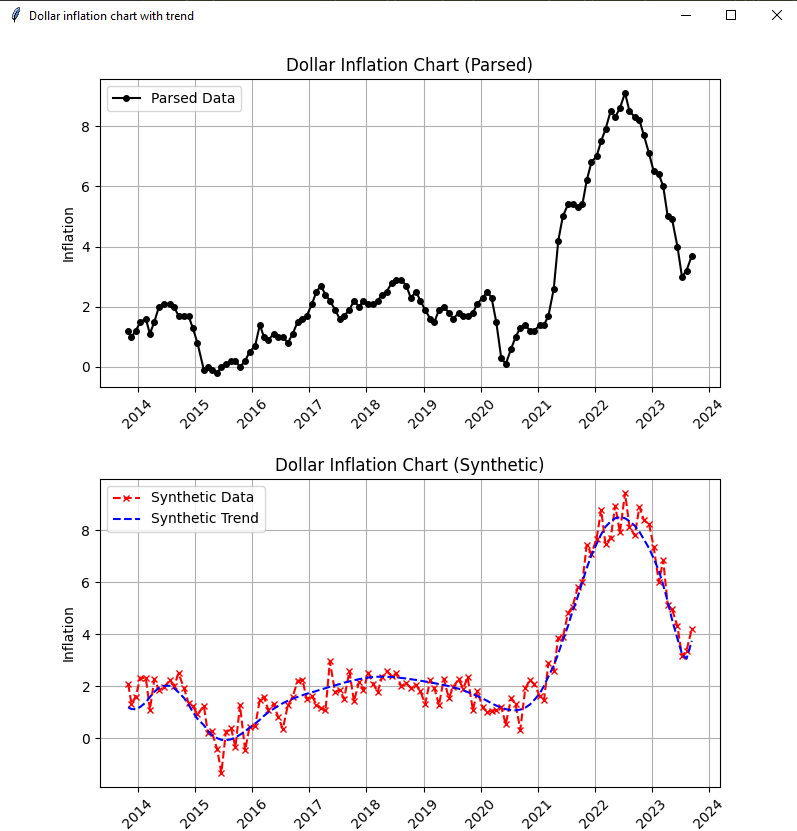 Dollar inflation chart with trend
Dollar Inflation Chart (Parsed)
Parsed Data
8
6
4
2
0
Inflation
2014 2015 2016 2017 2018 2019 2020 2021 2022 2023 2024
Dollar Inflation Chart (Synthetic)
Synthetic Data
Synthetic Trend
8
6
4
2
0
Inflation
2014 2015 2016 2017 2018 2019 2020 2021 2022 2023 2024